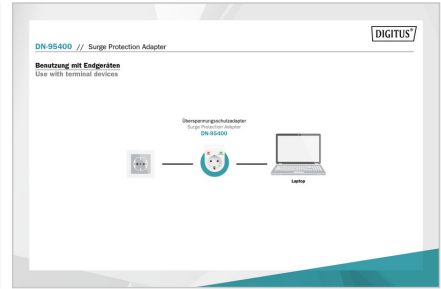 DIGITUS®
DN-95400 // Surge Protection Adapter
Benutzung mit Endgeräten
Use with terminal devices
Überspannungsschutzadapter
Surge Protection Adapter
DN-95400
Laptop